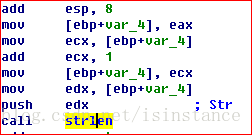 add esp, 8
mov [ebp+var_4], eax
mov ecx, [ebp+var_4]
add ecx, 1
mov [ebp+var_4], ecx
mov edx, [ebp+var_4]
push edx ; Str
call strlen